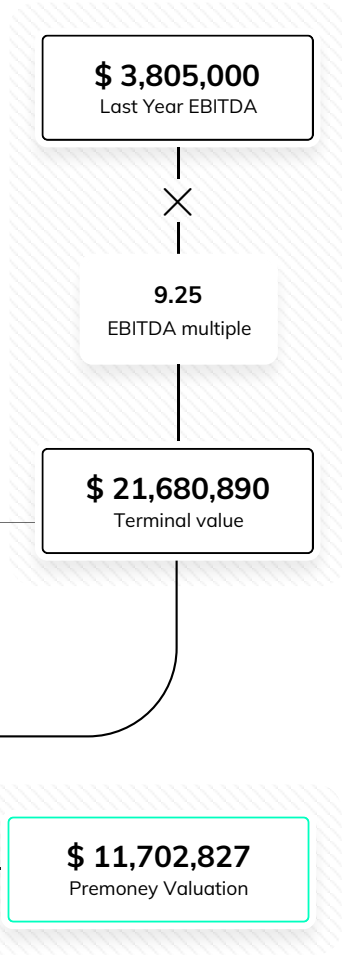 $ 3,805,000
Last Year EBITDA
9.25
EBITDA multiple
$ 21,680,890
Terminal value
$ 11,702,827
Premoney Valuation